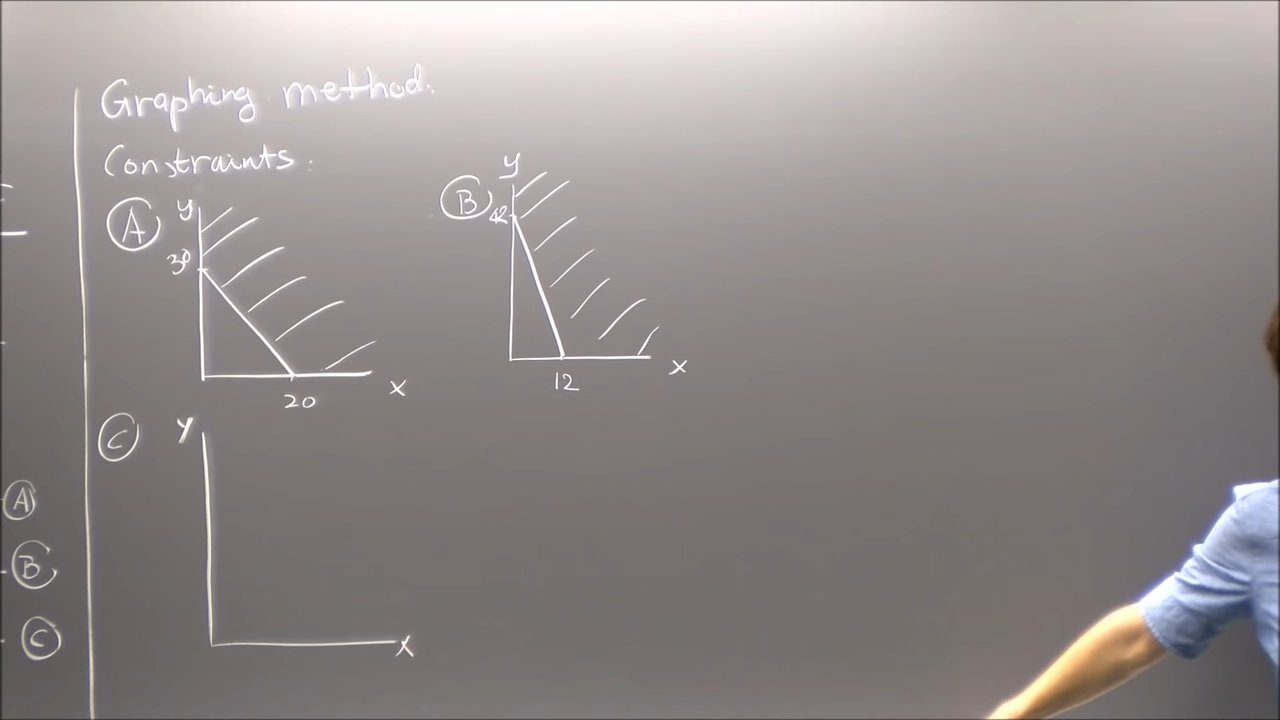 Graphing method.
Constraints:
A y
30
20 x
B y
42
12 x
C y
x
A
B
C